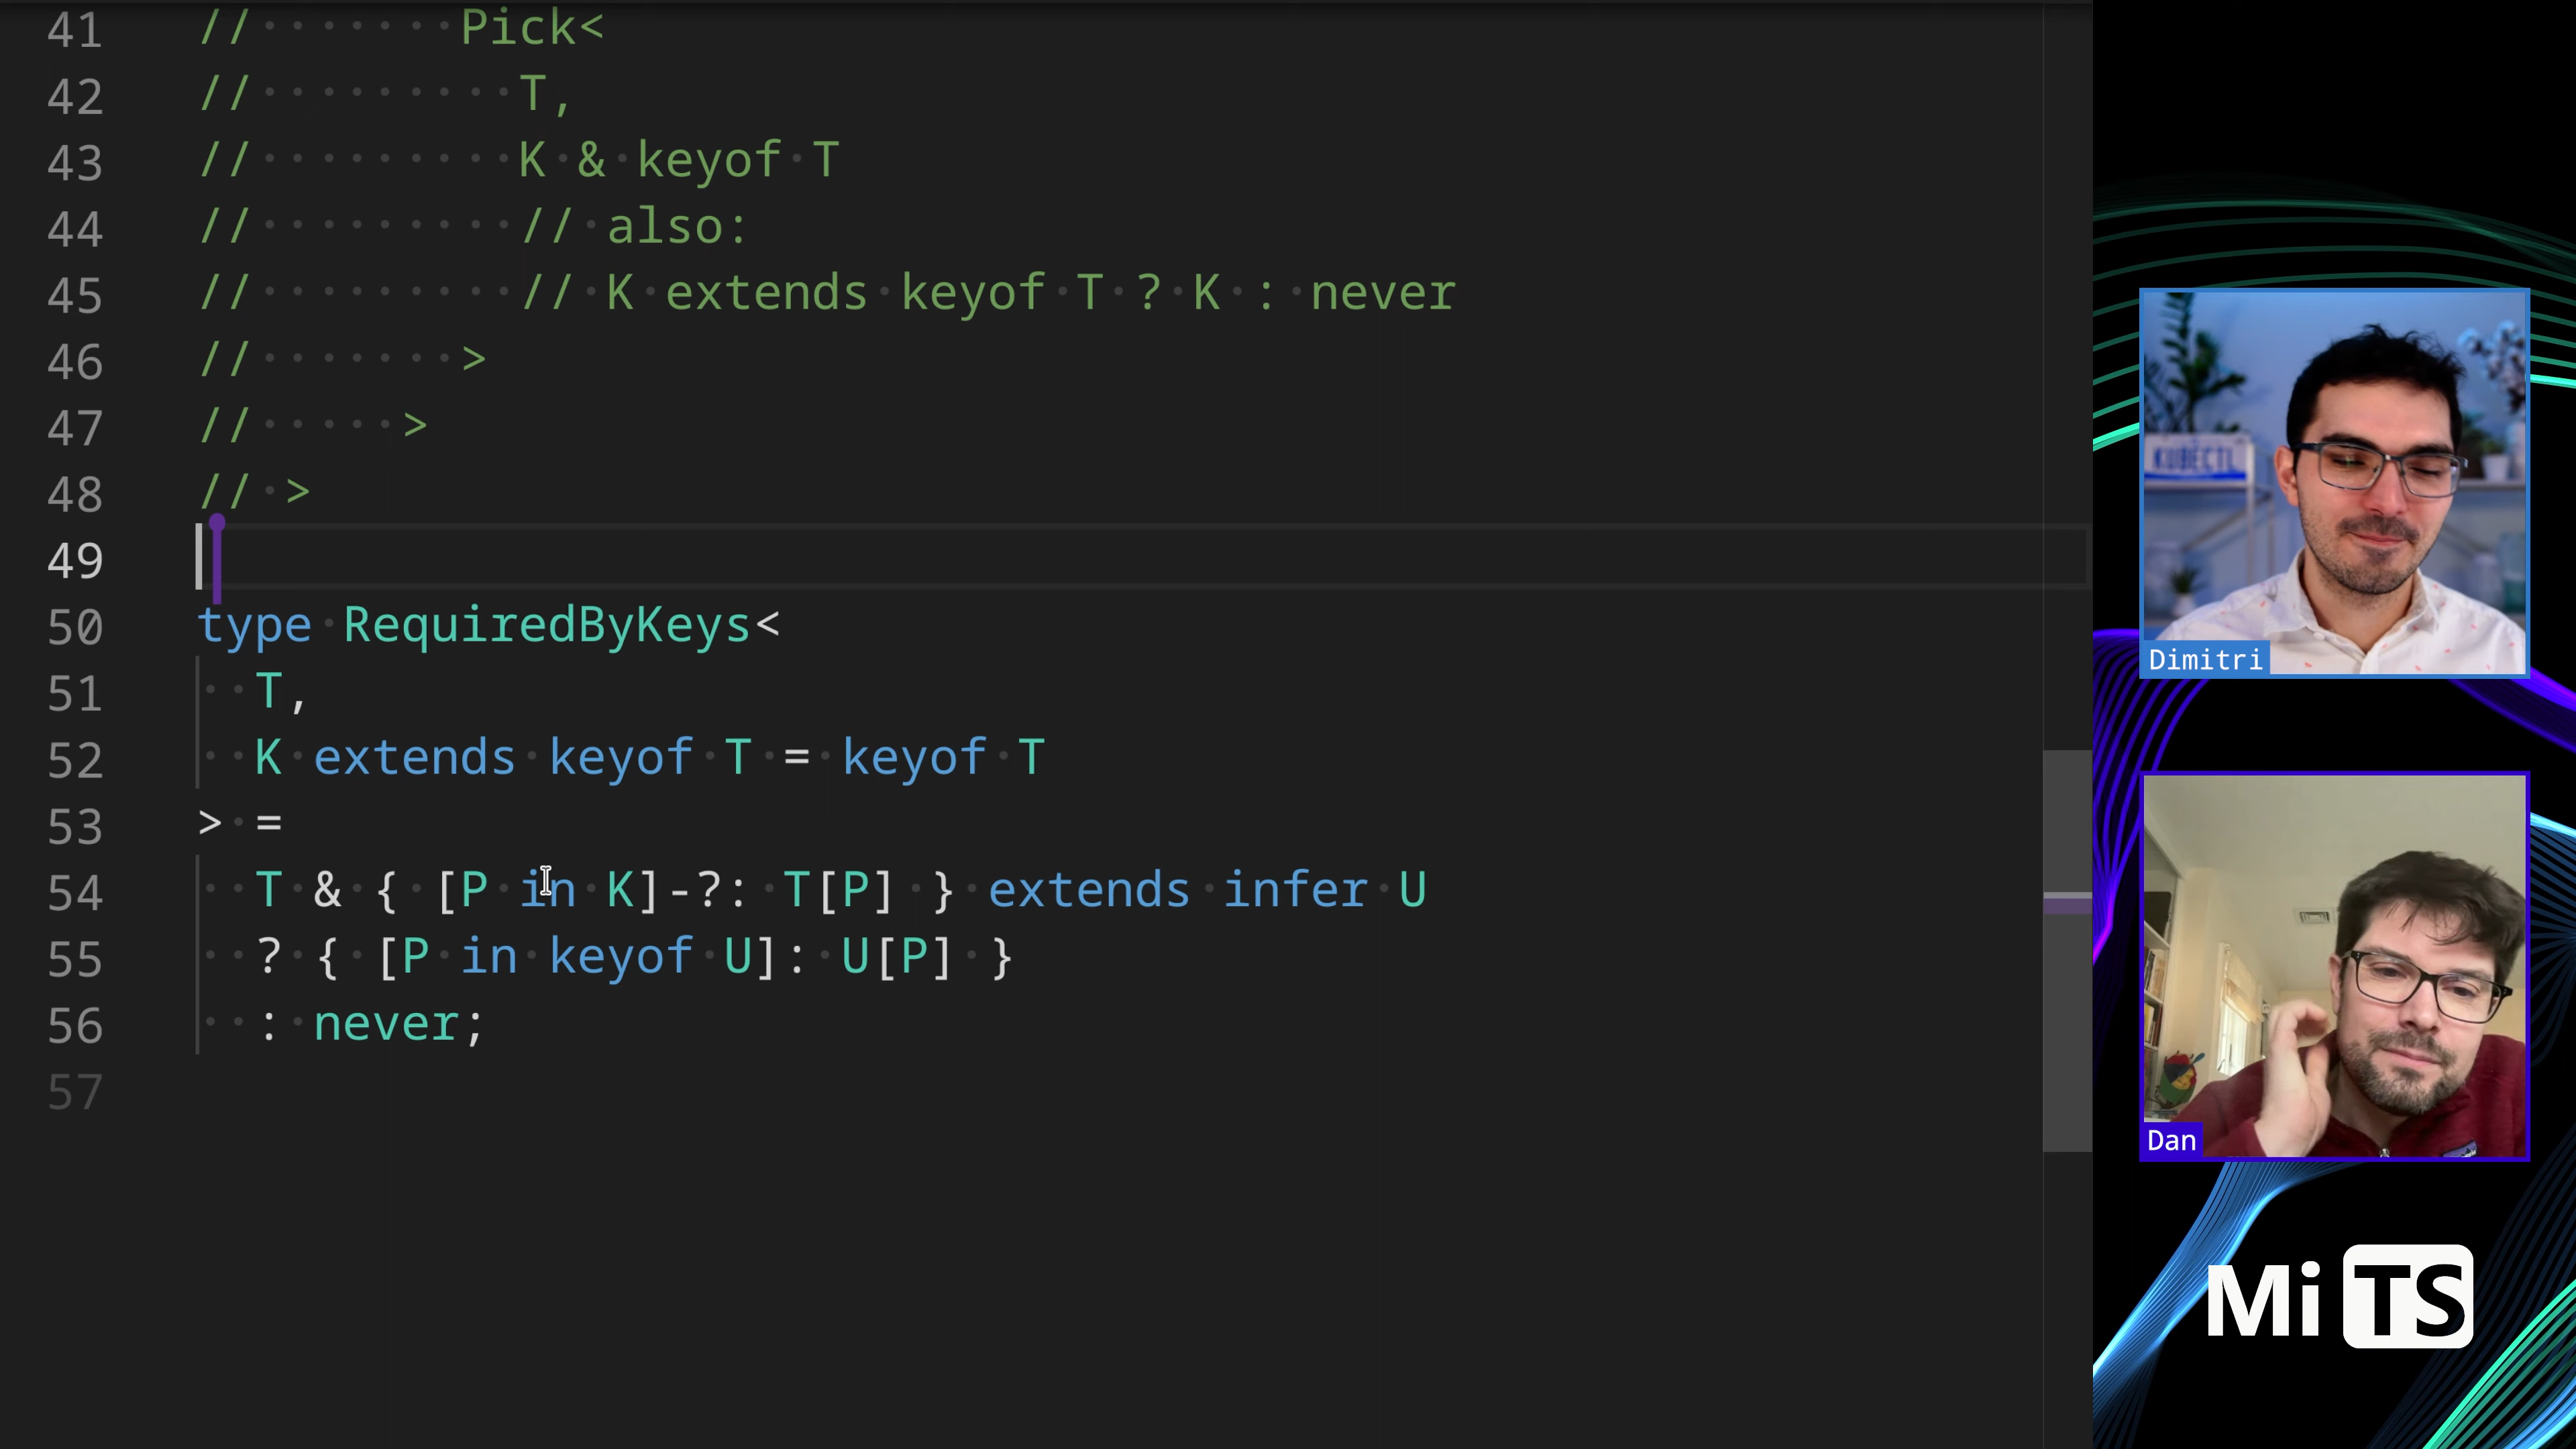 41 // Pick<
42 // T,
43 // K & keyof T
44 // // also:
45 // // K extends keyof T ? K : never
46 // >
47 // >
48 // >
49
50 type RequiredByKeys<
51 T,
52 K extends keyof T = keyof T
53 > =
54 T & { [P in K]-?: T[P] } extends infer U
55 ? { [P in keyof U]: U[P] }
56 : never;
57
KUBECTL
Dimitri
Dan
Mi TS